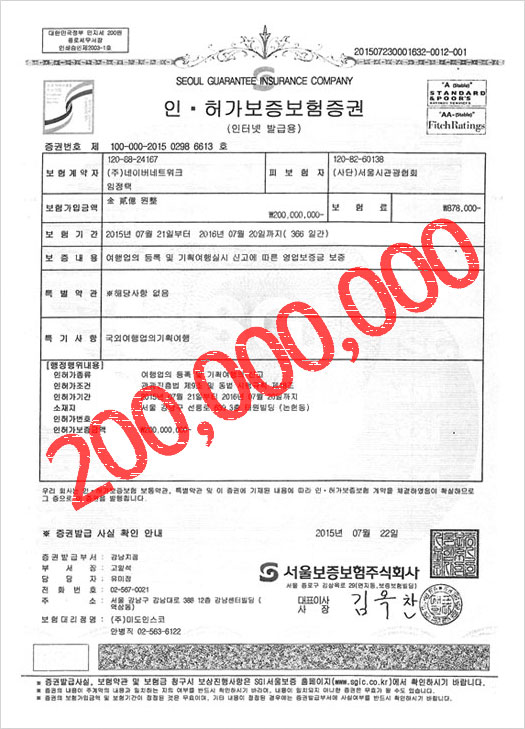 대한민국정부 인지세 200원
종로세무서장
인쇄승인제2003-1호
201507230001632-0012-001
SEOUL GUARANTEE INSURANCE COMPANY
인·허가보증보험증권
(인터넷 발급용)
"A (Stable)"
STANDARD
&POOR'S
"AA-(Stable)"
FitchRatings
증권번호 제 100-000-2015 0298 6613 호
보험계약자
120-68-24167
(주)네이버네트워크
임정택
피보험자
120-82-60138
(사단)서울시관광협회
보험가입금액
金 貳億 원整
₩200,000,000-
보험료
₩878,000-
보험기간
2015년 07월 21일부터 2016년 07월 20일까지( 366 일간)
보증내용
여행업의 등록 및 기획여행실시 신고에 따른 영업보증금 보증
특별약관
※해당사항 없음
특기사항
국외여행업의기획여행
[행정행위내용]
인허가종류 여행업의 등록 및 기획여행의 신고
인허가조건 관광진흥법 제9조 및 동법 시행규칙
인허가기간 2015년 07월 21일부터 2016년 07월 20일까지
소재지 서울 강남구 선릉로 3층 (논현동)
인허가번호
인허가보증금액 ₩200,000,000-
200,000,000
우리 회사는 인·허가보증보험 보통약관, 특별약관 및 이 증권에 기재된 내용에 따라 인·허가보증보험 계약을 체결하였음이 확실하므로
그 증으로 이 증권을 발행합니다.
※ 증권발급 사실 확인 안내
2015년 07월 22일
증권발급부서 : 강남지점
부서장 : 고일석
담당자 : 유미정
전화번호 : 02-567-0021
주소 : 서울 강남구 강남대로 388 12층 강남센터빌딩 (
역삼동)
보험대리점명 : (주)미도인스코
안병직 02-563-6122
서울보증보험주식회사
서울 종로구 김상옥로 29(연지동,보증보험빌딩)
대표이사
사장
김옥찬
※ 증권발급사실, 보험약관 및 보험금 청구시 보상진행사항은 SGI서울보증 홈페이지(www.sgic.co.kr)에서 확인하시기 바랍니다.
※ 증권의 내용이 주계약의 내용과 일치하는 지의 여부를 반드시 확인하시기 바라며, 내용이 일치되지 아니한 증권은 무효가 될 수도 있습니다.
※ 증권의 보험가입금액 및 보험기간이 정정된 것은 무효이며, 기타 내용이 정정된 경우에는 증권발급부서에 사실여부를 반드시 확인하시기 바랍니다.